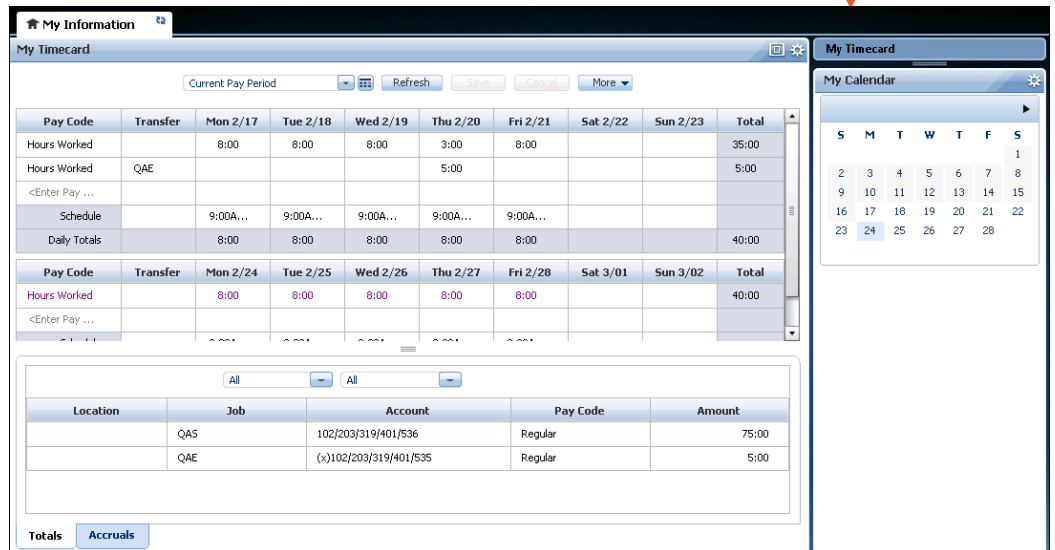 My Information
My Timecard
Current Pay Period Refresh Save Cancel More
Pay Code Transfer Mon 2/17 Tue 2/18 Wed 2/19 Thu 2/20 Fri 2/21 Sat 2/22 Sun 2/23 Total
Hours Worked 8:00 8:00 8:00 3:00 8:00 35:00
Hours Worked QAE 5:00 5:00
<Enter Pay ...
Schedule 9:00A... 9:00A... 9:00A... 9:00A... 9:00A...
Daily Totals 8:00 8:00 8:00 8:00 8:00 40:00
Pay Code Transfer Mon 2/24 Tue 2/25 Wed 2/26 Thu 2/27 Fri 2/28 Sat 3/01 Sun 3/02 Total
Hours Worked 8:00 8:00 8:00 8:00 8:00 40:00
<Enter Pay ...
All All
Location Job Account Pay Code Amount
QAS 102/203/319/401/536 Regular 75:00
QAE (x)102/203/319/401/535 Regular 5:00
Totals Accruals
My Timecard
My Calendar
S M T W T F S
1
2 3 4 5 6 7 8
9 10 11 12 13 14 15
16 17 18 19 20 21 22
23 24 25 26 27 28